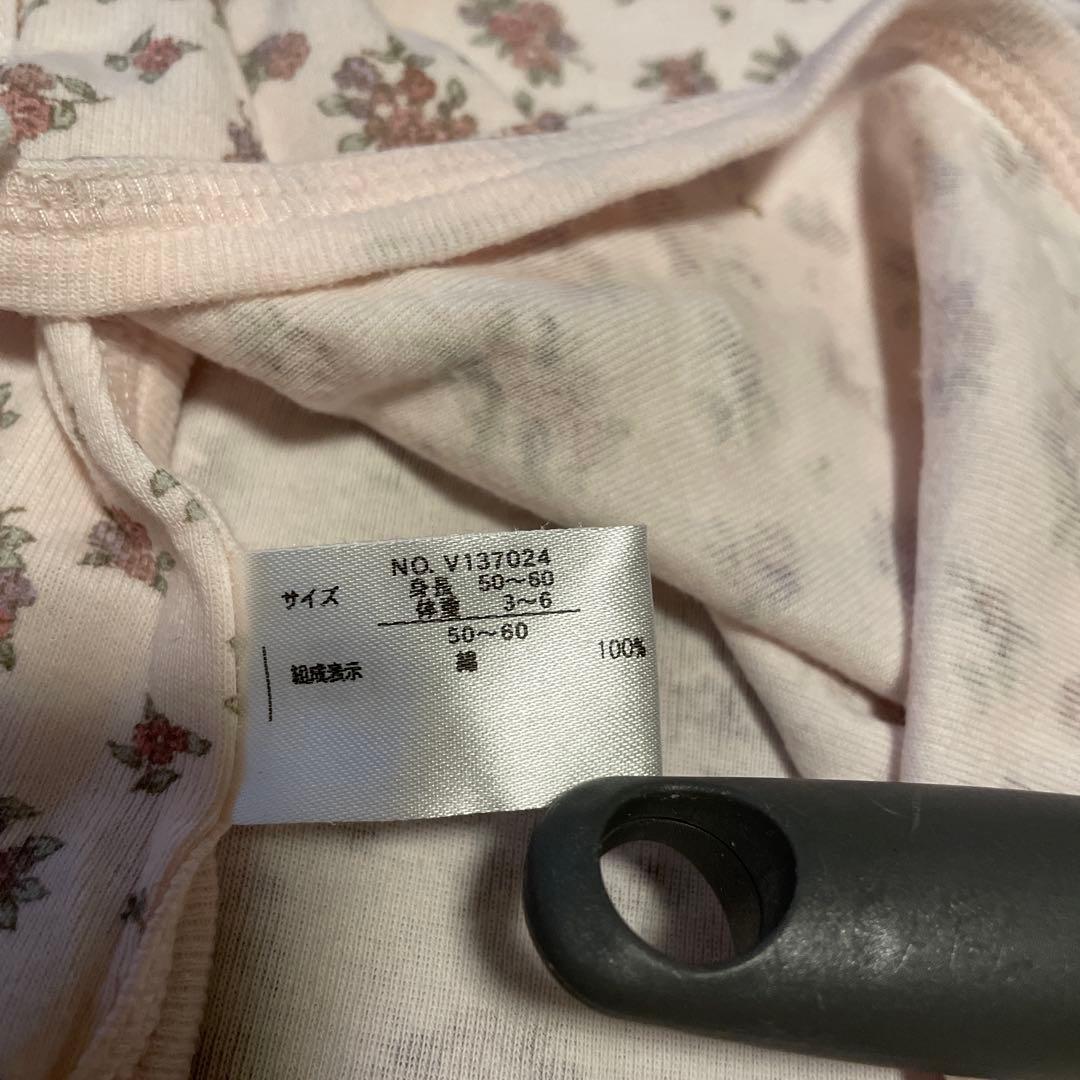 NO. V137024
サイズ 身長 50〜60
体重 3〜6
50〜60
組成表示 綿 100%